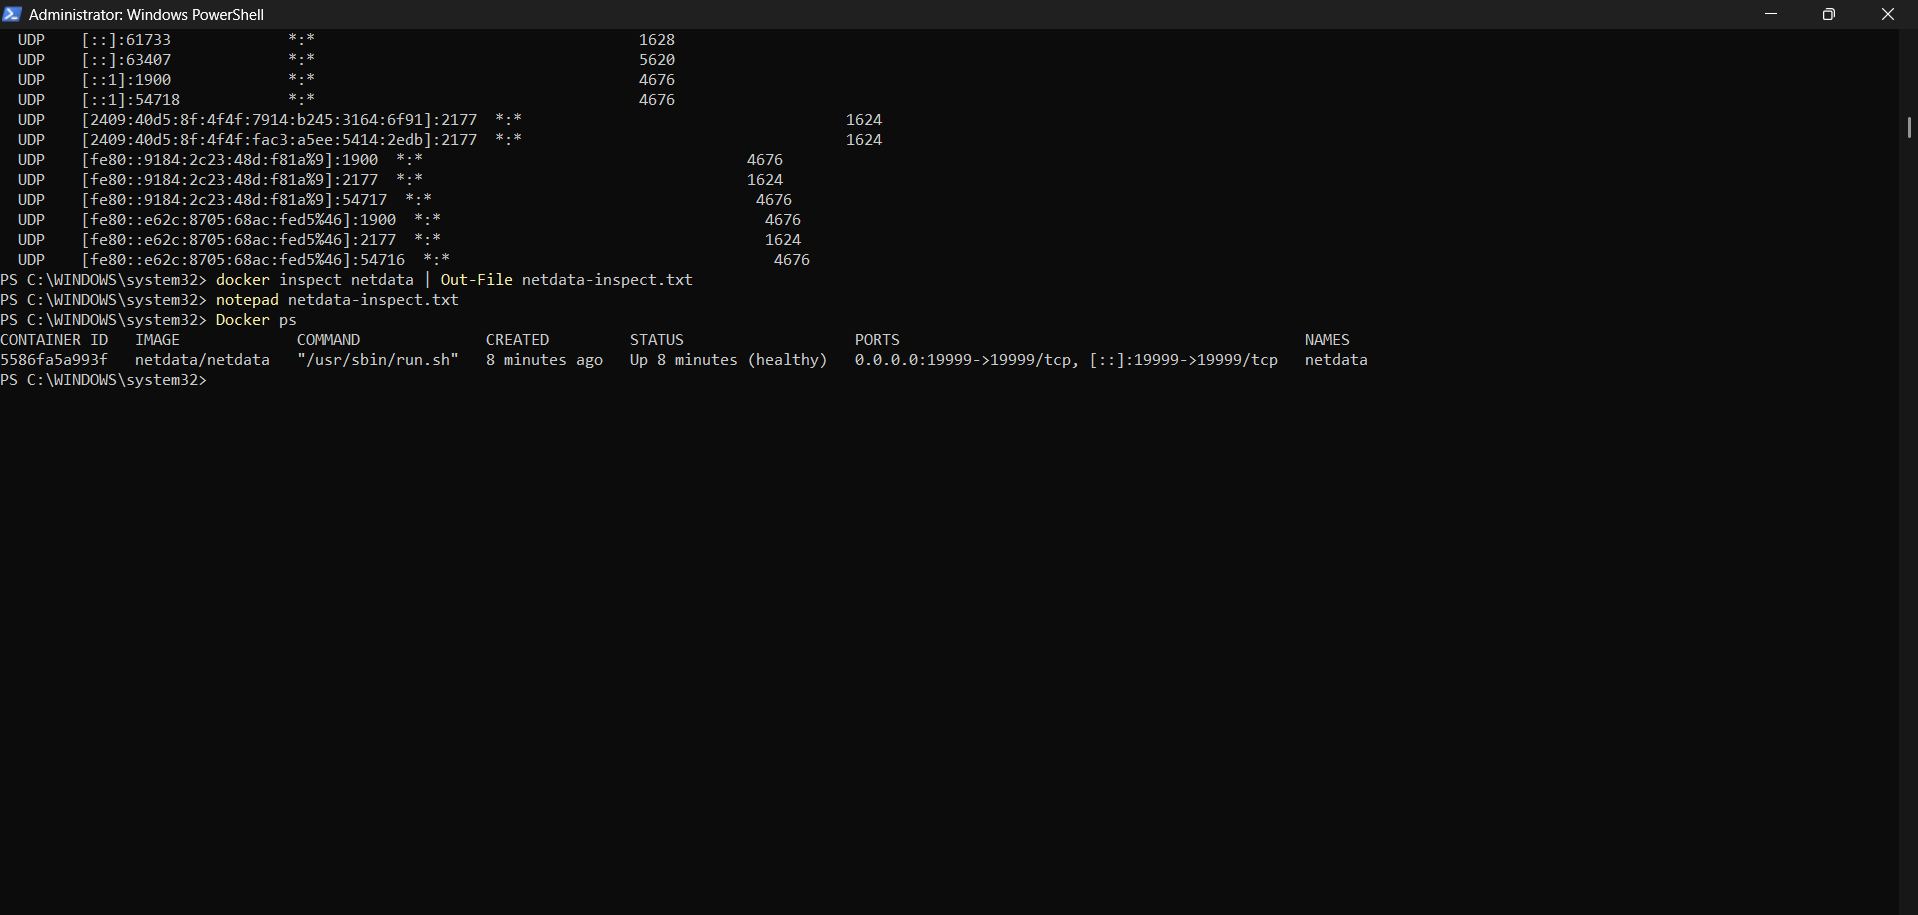 Administrator: Windows PowerShell
UDP    [::]:61733             *:*                                    1628
UDP    [::]:63407             *:*                                    5620
UDP    [::1]:1900             *:*                                    4676
UDP    [::1]:54718            *:*                                    4676
UDP    [2409:40d5:8f:4f4f:7914:b245:3164:6f91]:2177  *:*                                    1624
UDP    [2409:40d5:8f:4f4f:fac3:a5ee:5414:2edb]:2177  *:*                                    1624
UDP    [fe80::9184:2c23:48d:f81a%9]:1900  *:*                                    4676
UDP    [fe80::9184:2c23:48d:f81a%9]:2177  *:*                                    1624
UDP    [fe80::9184:2c23:48d:f81a%9]:54717  *:*                                    4676
UDP    [fe80::e62c:8705:68ac:fed5%46]:1900  *:*                                    4676
UDP    [fe80::e62c:8705:68ac:fed5%46]:2177  *:*                                    1624
UDP    [fe80::e62c:8705:68ac:fed5%46]:54716  *:*                                    4676
PS C:\WINDOWS\system32> docker inspect netdata | Out-File netdata-inspect.txt
PS C:\WINDOWS\system32> notepad netdata-inspect.txt
PS C:\WINDOWS\system32> Docker ps
CONTAINER ID   IMAGE             COMMAND              CREATED         STATUS                   PORTS                                             NAMES
5586fa5a993f   netdata/netdata   "/usr/sbin/run.sh"   8 minutes ago   Up 8 minutes (healthy)   0.0.0.0:19999->19999/tcp, [::]:19999->19999/tcp   netdata
PS C:\WINDOWS\system32>